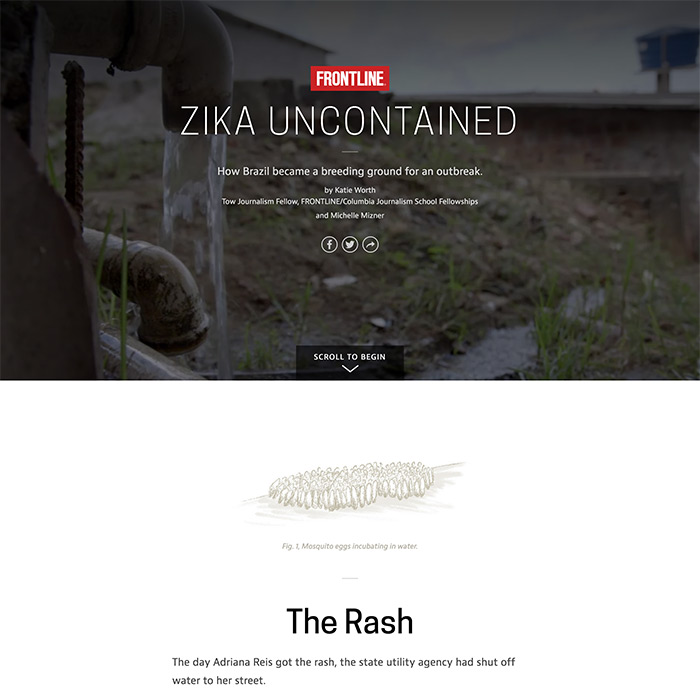 FRONTLINE
ZIKA UNCONTAINED
How Brazil became a breeding ground for an outbreak.
by Katie Worth
Tow Journalism Fellow, FRONTLINE/Columbia Journalism School Fellowships
and Michelle Mizner
SCROLL TO BEGIN
Fig. 1, Mosquito eggs incubating in water.
The Rash
The day Adriana Reis got the rash, the state utility agency had shut off
water to her street.